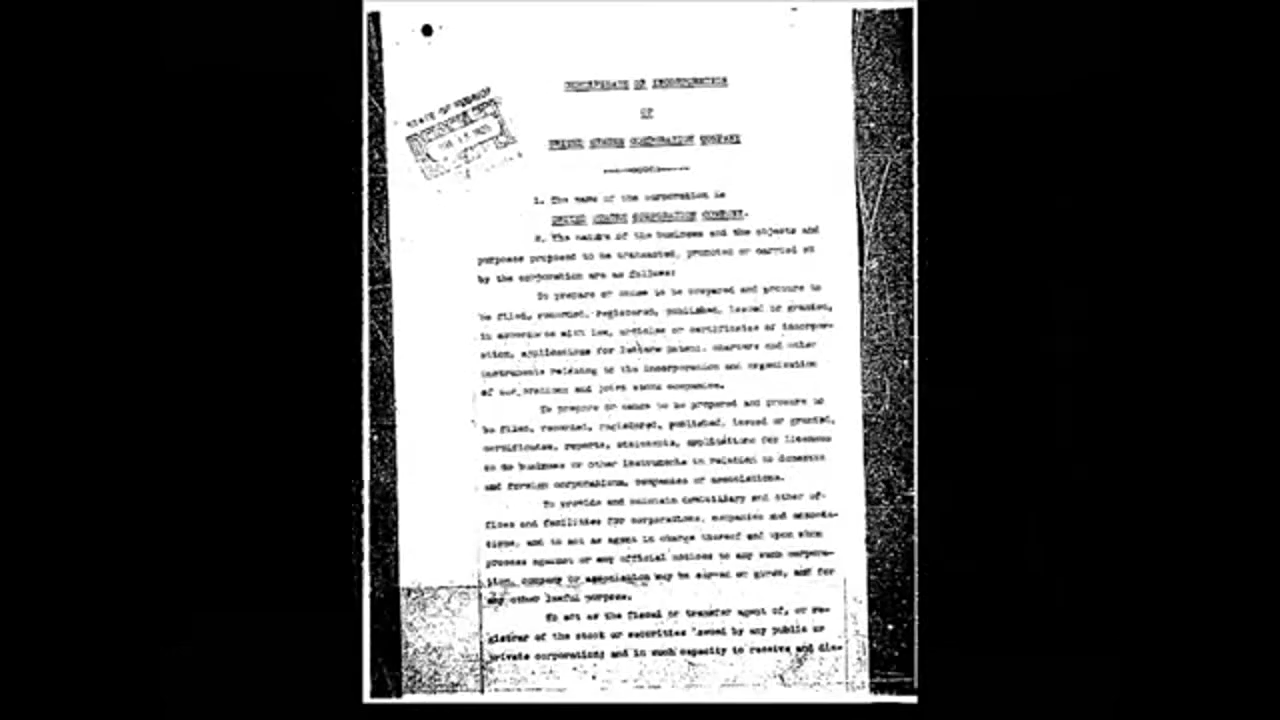 CERTIFICATE OF INCORPORATION
OF
UNITED STATES CORPORATION COMPANY
1. The name of the corporation is
UNITED STATES CORPORATION COMPANY.
2. The nature of the business and the objects and
purposes proposed to be transacted, promoted or carried on
by the corporation are as follows:
To prepare or cause to be prepared and procure to
be filed, recorded, registered, published, issued or granted,
in accordance with law, articles or certificates of incorpor-
ation, applications for letters patent, charters and other
instruments relating to the incorporation and organization
of corporations and joint stock companies.
To prepare or cause to be prepared and procure to
be filed, recorded, registered, published, issued or granted,
certificates, reports, statements, applications for licenses
to do business or other instruments in relation to domestic
and foreign corporations, companies or associations.
To provide and maintain domiciliary and other of-
fices and facilities for corporations, companies and associa-
tions, and to act as agent in charge thereof and upon whom
process against or any official notices to any such corpora-
tion, company or association may be served or given, and for
any other lawful purpose.
To act as the fiscal or transfer agent of, or re-
gistrar of the stock or securities issued by any public or
private corporation; and in such capacity to receive and dis-